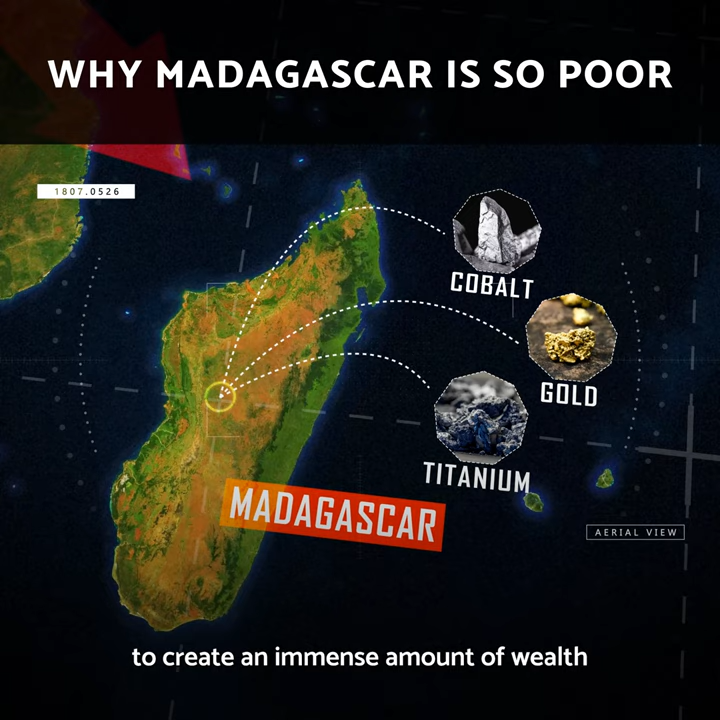 WHY MADAGASCAR IS SO POOR
1807.0526
COBALT
GOLD
TITANIUM
MADAGASCAR
AERIAL VIEW
to create an immense amount of wealth